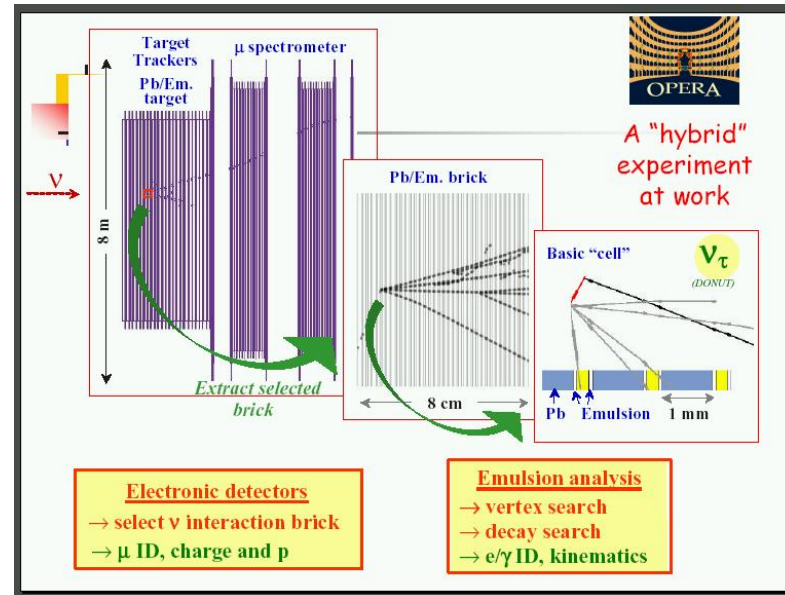 Target
Trackers
Pb/Em.
target
μ spectrometer
OPERA
A "hybrid"
experiment
at work
ν
8 m
Extract selected
brick
Pb/Em. brick
8 cm
Basic "cell"
ντ
(DONUT)
Pb
Emulsion
1 mm
Electronic detectors
→ select ν interaction brick
→ μ ID, charge and p
Emulsion analysis
→ vertex search
→ decay search
→ e/γ ID, kinematics